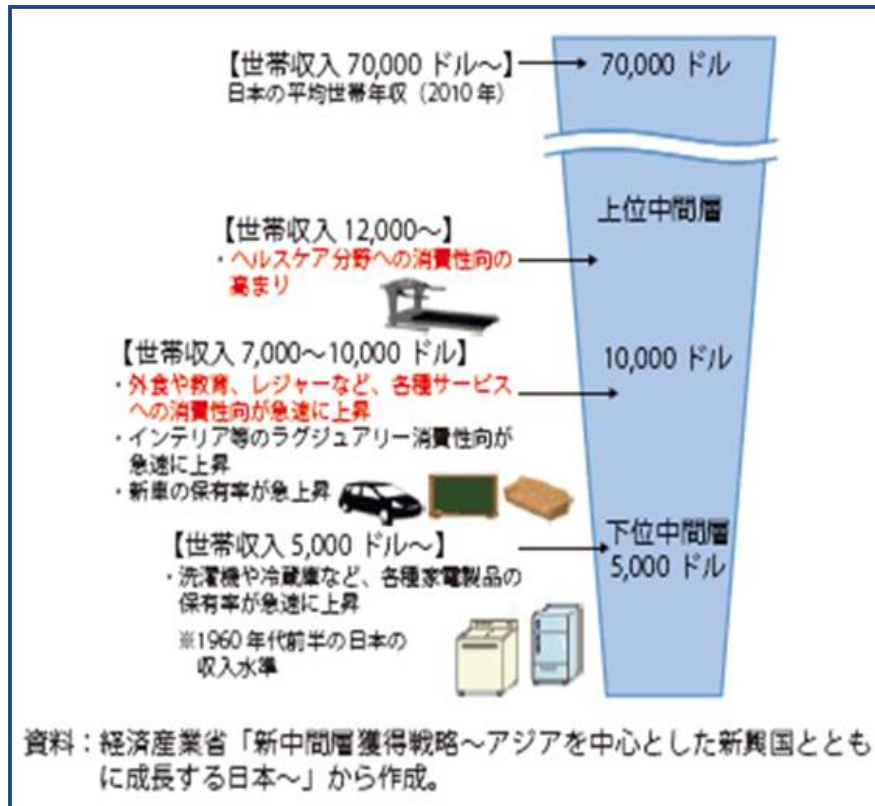 【世帯収入 70,000 ドル~】
日本の平均世帯年収(2010 年)
70,000 ドル
上位中間層
【世帯収入 12,000~】
・ヘルスケア分野への消費性向の
高まり
【世帯収入 7,000~10,000 ドル】
10,000 ドル
・外食や教育、レジャーなど、各種サービス
への消費性向が急速に上昇
・インテリア等のラグジュアリー消費性向が
急速に上昇
・新車の保有率が急上昇
【世帯収入 5,000 ドル~】
下位中間層
5,000 ドル
・洗濯機や冷蔵庫など、各種家電製品の
保有率が急速に上昇
※1960 年代前半の日本の
収入水準
資料:経済産業省「新中間層獲得戦略~アジアを中心とした新興国ととも
に成長する日本~」から作成。